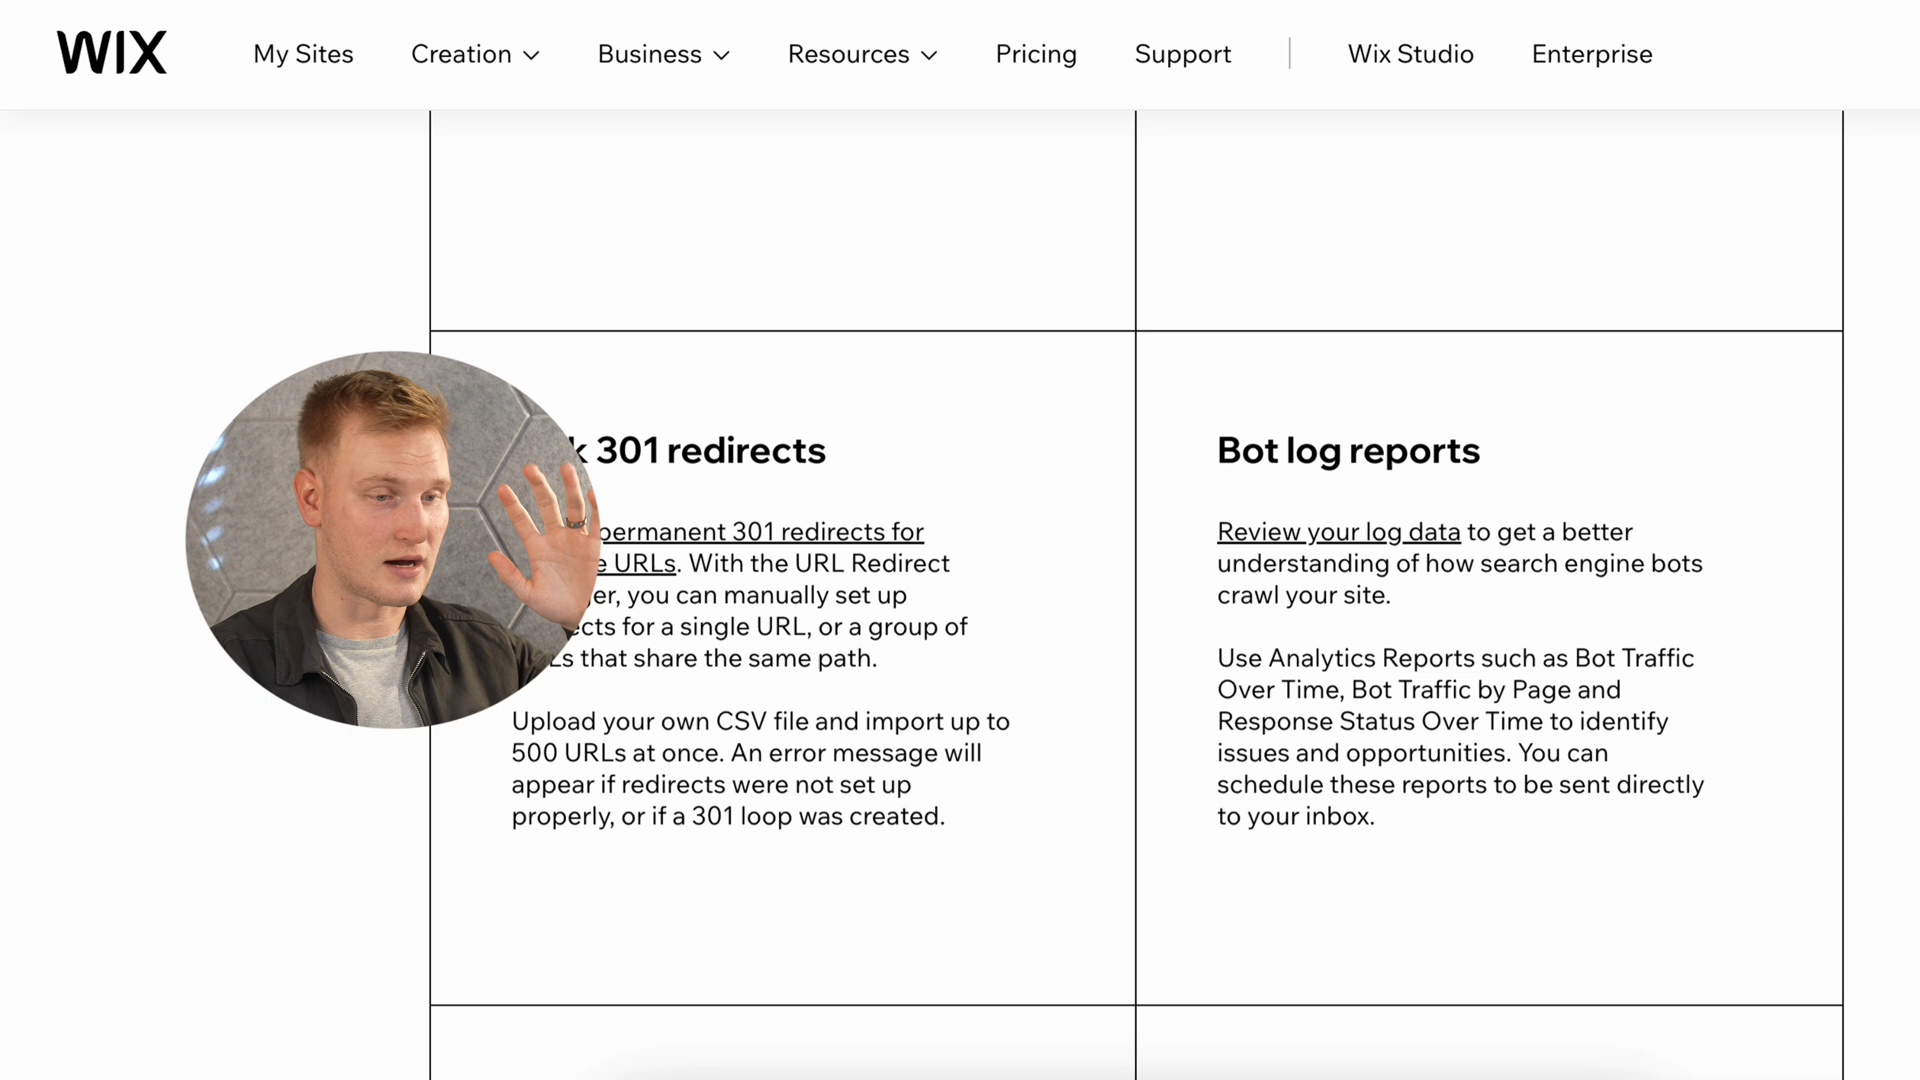 WIX
My Sites
Creation
Business
Resources
Pricing
Support
Wix Studio
Enterprise
301 redirects
permanent 301 redirects for
URLs. With the URL Redirect
you can manually set up
for a single URL, or a group of
that share the same path.
Upload your own CSV file and import up to
500 URLs at once. An error message will
appear if redirects were not set up
properly, or if a 301 loop was created.
Bot log reports
Review your log data to get a better
understanding of how search engine bots
crawl your site.
Use Analytics Reports such as Bot Traffic
Over Time, Bot Traffic by Page and
Response Status Over Time to identify
issues and opportunities. You can
schedule these reports to be sent directly
to your inbox.